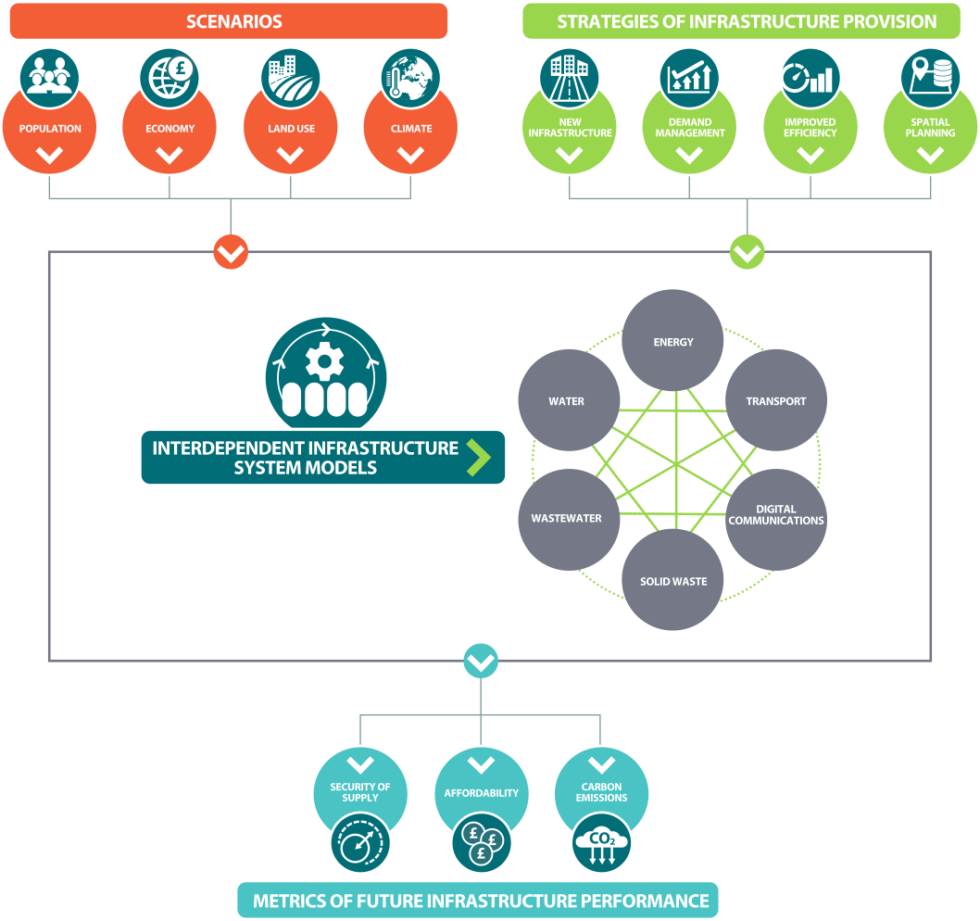 SCENARIOS
STRATEGIES OF INFRASTRUCTURE PROVISION
£
POPULATION
ECONOMY
LAND USE
CLIMATE
NEW
INFRASTRUCTURE
DEMAND
MANAGEMENT
IMPROVED
EFFICIENCY
SPATIAL
PLANNING
INTERDEPENDENT INFRASTRUCTURE
SYSTEM MODELS
ENERGY
WATER
TRANSPORT
WASTEWATER
DIGITAL
COMMUNICATIONS
SOLID WASTE
SECURITY OF
SUPPLY
AFFORDABILITY
CARBON
EMISSIONS
£
£
£
CO₂
METRICS OF FUTURE INFRASTRUCTURE PERFORMANCE